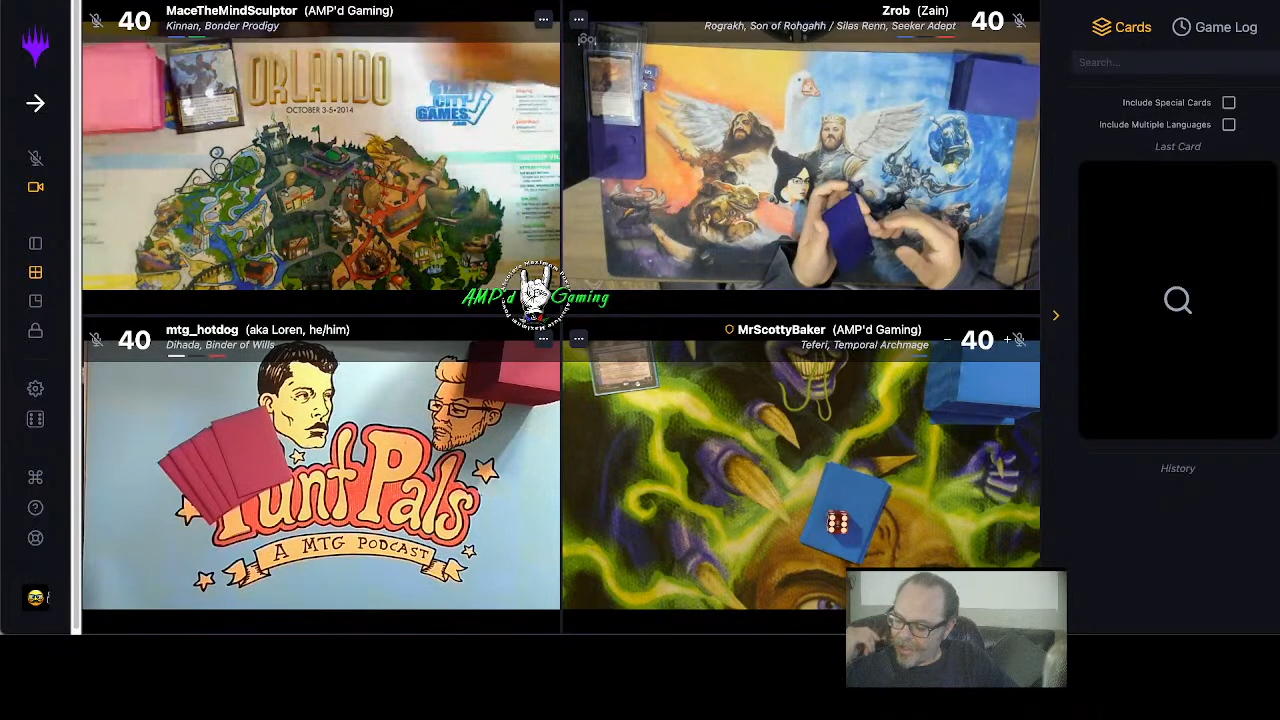 40
MaceTheMindSculptor (AMP'd Gaming)
Kinnan, Bonder Prodigy
Zrob (Zain)
Rograkh, Son of Rohgahh / Silas Renn, Seeker Adept
40
ORLANDO
OCTOBER 3-5 • 2014
CITY
GAMES
Cards
Game Log
Search...
Include Special Cards
Include Multiple Languages
Last Card
AMP'd Gaming
40
mtg_hotdog (aka Loren, he/him)
Dihada, Binder of Wills
MrScottyBaker (AMP'd Gaming)
Teferi, Temporal Archmage
− 40 +
Punt Pals
A MTG PODCAST
History